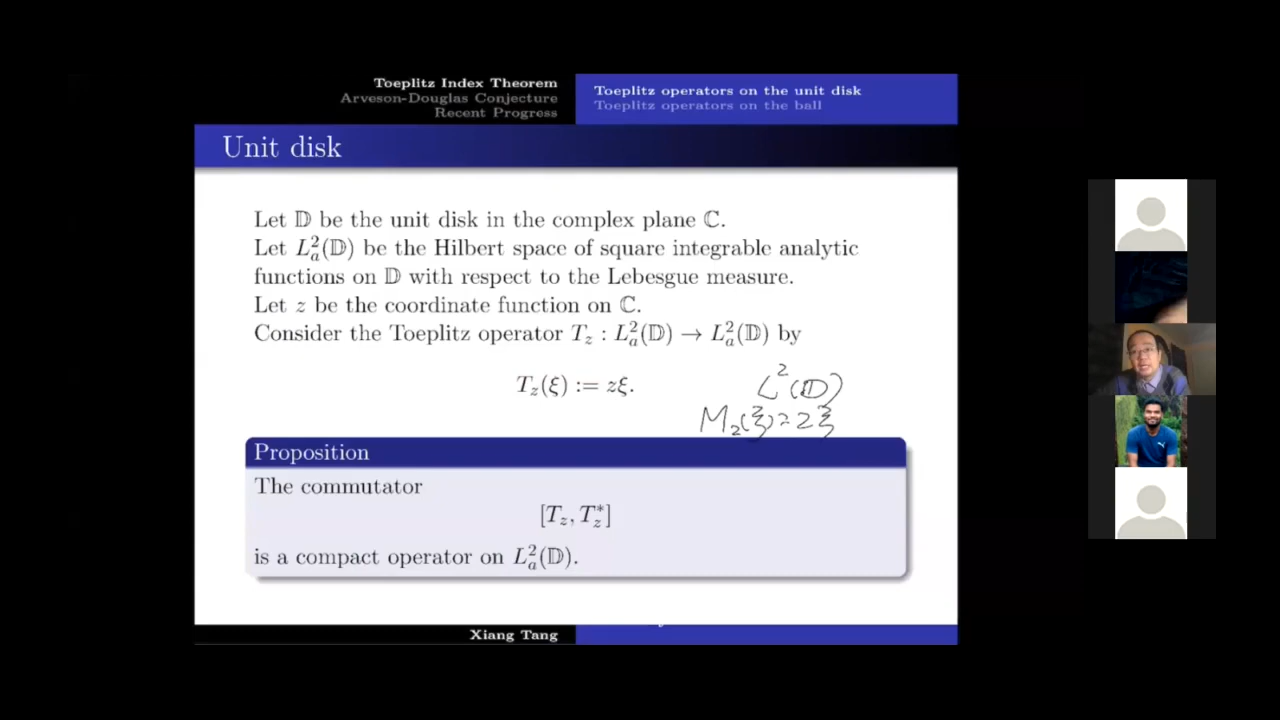 Toeplitz Index Theorem
Arveson-Douglas Conjecture
Recent Progress
Toeplitz operators on the unit disk
Toeplitz operators on the ball
Unit disk
Let 𝔻 be the unit disk in the complex plane ℂ.
Let L²ₐ(𝔻) be the Hilbert space of square integrable analytic
functions on 𝔻 with respect to the Lebesgue measure.
Let z be the coordinate function on ℂ.
Consider the Toeplitz operator T_z : L²ₐ(𝔻) → L²ₐ(𝔻) by
T_z(ξ) := zξ.
L²(𝔻)
M_z(ξ) = zξ
Proposition
The commutator
[T_z, T_z*]
is a compact operator on L²ₐ(𝔻).
Xiang Tang